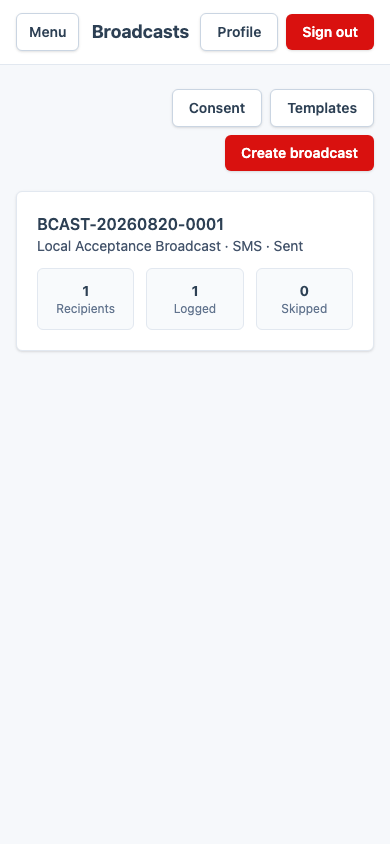 Menu Broadcasts Profile Sign out
Consent Templates
Create broadcast
BCAST-20260820-0001
Local Acceptance Broadcast · SMS · Sent
1 1 0
Recipients Logged Skipped